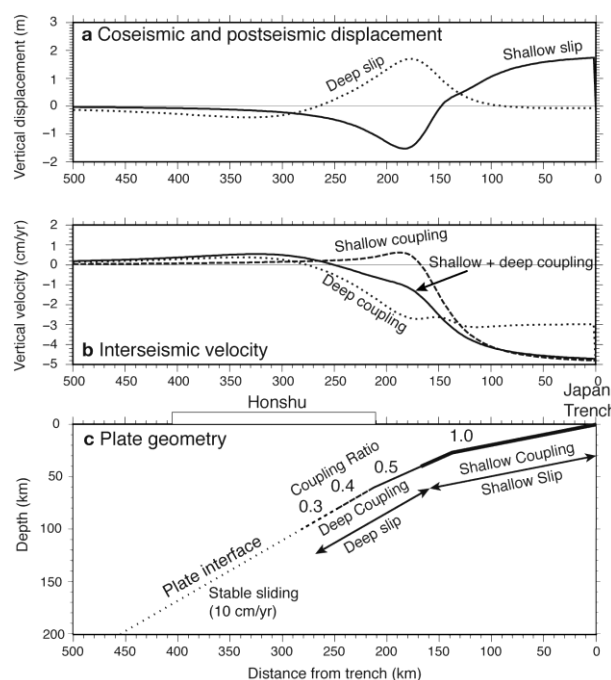 Vertical displacement (m)
3
2
1
0
−1
−2
a Coseismic and postseismic displacement
Deep slip
Shallow slip
500 450 400 350 300 250 200 150 100 50 0
Vertical velocity (cm/yr)
2
1
0
−1
−2
−3
−4
−5
Shallow coupling
Shallow + deep coupling
Deep coupling
b Interseismic velocity
500 450 400 350 300 250 200 150 100 50 0
Honshu
Japan
Trench
Depth (km)
0
50
100
150
200
c Plate geometry
1.0
Coupling Ratio
0.5
0.4
0.3
Shallow Coupling
Shallow Slip
Deep Coupling
Deep slip
Plate interface
Stable sliding
(10 cm/yr)
500 450 400 350 300 250 200 150 100 50 0
Distance from trench (km)